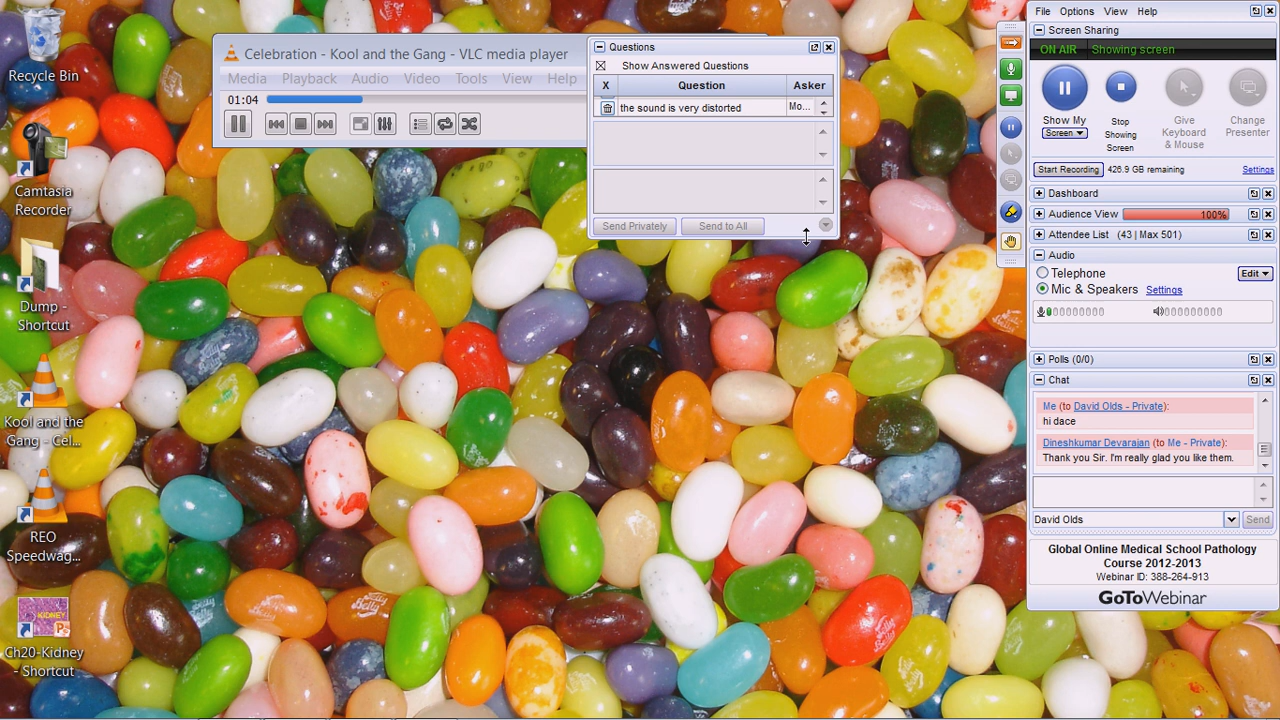 Recycle Bin
Camtasia
Recorder
Dump -
Shortcut
Kool and the
Gang - Cel...
REO
Speedwag...
Ch20-Kidney
- Shortcut
Celebration - Kool and the Gang - VLC media player
Media Playback Audio Video Tools View Help
01:04
Questions
Show Answered Questions
X Question Asker
the sound is very distorted Mo...
Send Privately Send to All
File Options View Help
Screen Sharing
ON AIR Showing screen
Show My
Screen
Stop
Showing
Screen
Give
Keyboard
& Mouse
Change
Presenter
Start Recording 426.9 GB remaining Settings
Dashboard
Audience View 100%
Attendee List (43 | Max 501)
Audio
Telephone
Edit
Mic & Speakers Settings
Polls (0/0)
Chat
Me (to David Olds - Private):
hi dace
Dineshkumar Devarajan (to Me - Private):
Thank you Sir. I'm really glad you like them.
David Olds Send
Global Online Medical School Pathology
Course 2012-2013
Webinar ID: 388-264-913
GoToWebinar